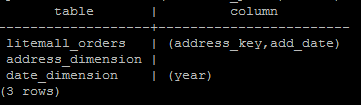 table | column
-------------------+----------------------
litemall_orders | (address_key,add_date)
address_dimension |
date_dimension | (year)
(3 rows)